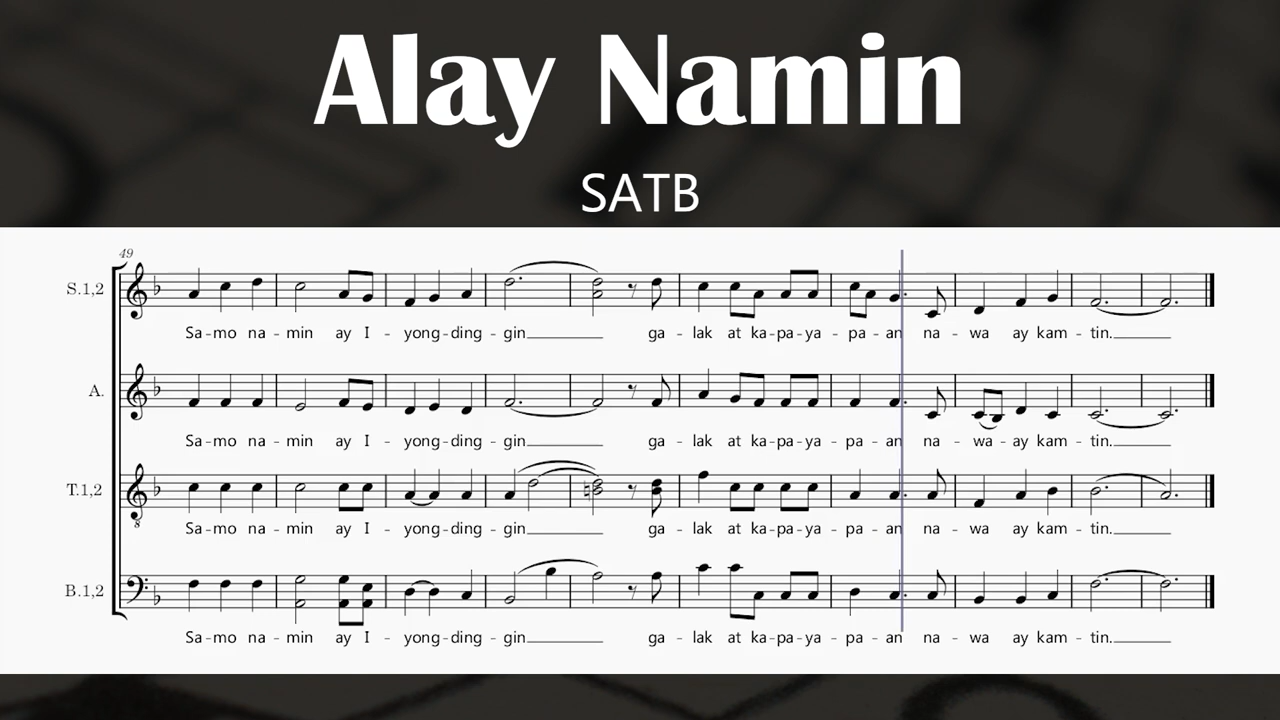 Alay Namin
SATB
49
S.1,2
Sa-mo na-min ay I-yong-ding-gin ga-lak at ka-pa-ya-pa-an na-wa ay kam-tin.
A.
Sa-mo na-min ay I-yong-ding-gin ga-lak at ka-pa-ya-pa-an na-wa-ay kam-tin.
T.1,2
8
Sa-mo na-min ay I-yong-ding-gin ga-lak at ka-pa-ya-pa-an na-wa ay kam-tin.
B.1,2
Sa-mo na-min ay I-yong-ding-gin ga-lak at ka-pa-ya-pa-an na-wa ay kam-tin.